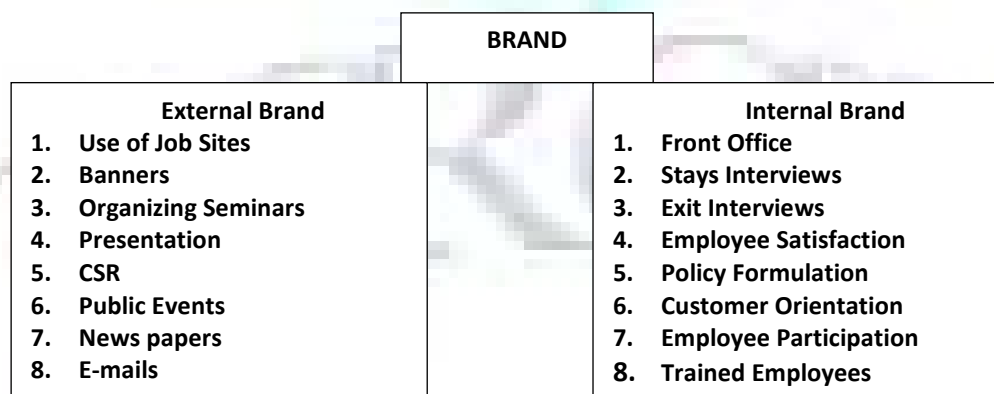 BRAND
External Brand
1. Use of Job Sites
2. Banners
3. Organizing Seminars
4. Presentation
5. CSR
6. Public Events
7. News papers
8. E-mails
Internal Brand
1. Front Office
2. Stays Interviews
3. Exit Interviews
4. Employee Satisfaction
5. Policy Formulation
6. Customer Orientation
7. Employee Participation
8. Trained Employees